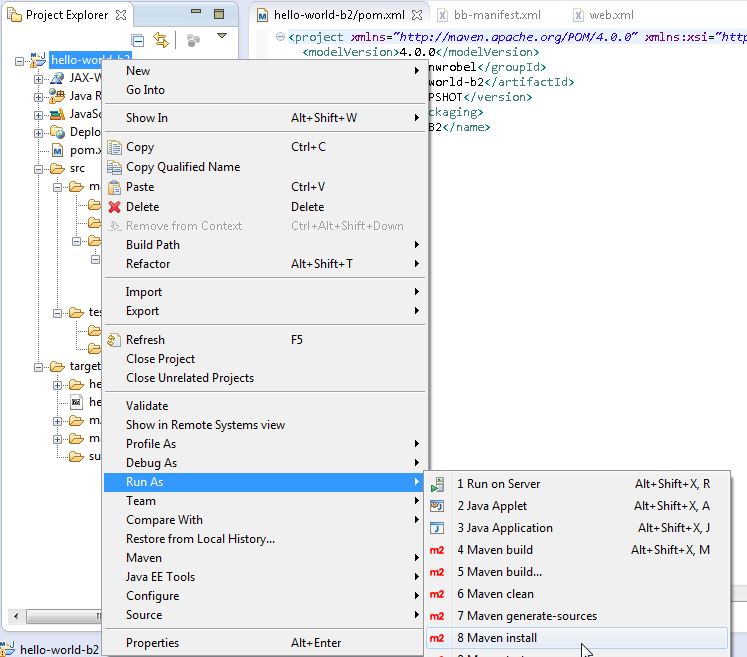 Project Explorer
hello-world-b2/pom.xml
bb-manifest.xml
web.xml
hello-world-b2
JAX-W
Java R
JavaSc
Deplo
pom.x
src
m
tes
target
he
he
m
ma
su
<project xmlns="http://maven.apache.org/POM/4.0.0" xmlns:xsi="http
<modelVersion>4.0.0</modelVersion>
nwrobel</groupId>
world-b2</artifactId>
PSHOT</version>
ckaging>
B2</name>
New
Go Into
Show In Alt+Shift+W
Copy Ctrl+C
Copy Qualified Name
Paste Ctrl+V
Delete Delete
Remove from Context Ctrl+Alt+Shift+Down
Build Path
Refactor Alt+Shift+T
Import
Export
Refresh F5
Close Project
Close Unrelated Projects
Validate
Show in Remote Systems view
Profile As
Debug As
Run As
Team
Compare With
Restore from Local History...
Maven
Java EE Tools
Configure
Source
Properties Alt+Enter
1 Run on Server Alt+Shift+X, R
2 Java Applet Alt+Shift+X, A
3 Java Application Alt+Shift+X, J
m2 4 Maven build Alt+Shift+X, M
m2 5 Maven build...
m2 6 Maven clean
m2 7 Maven generate-sources
m2 8 Maven install
hello-world-b2